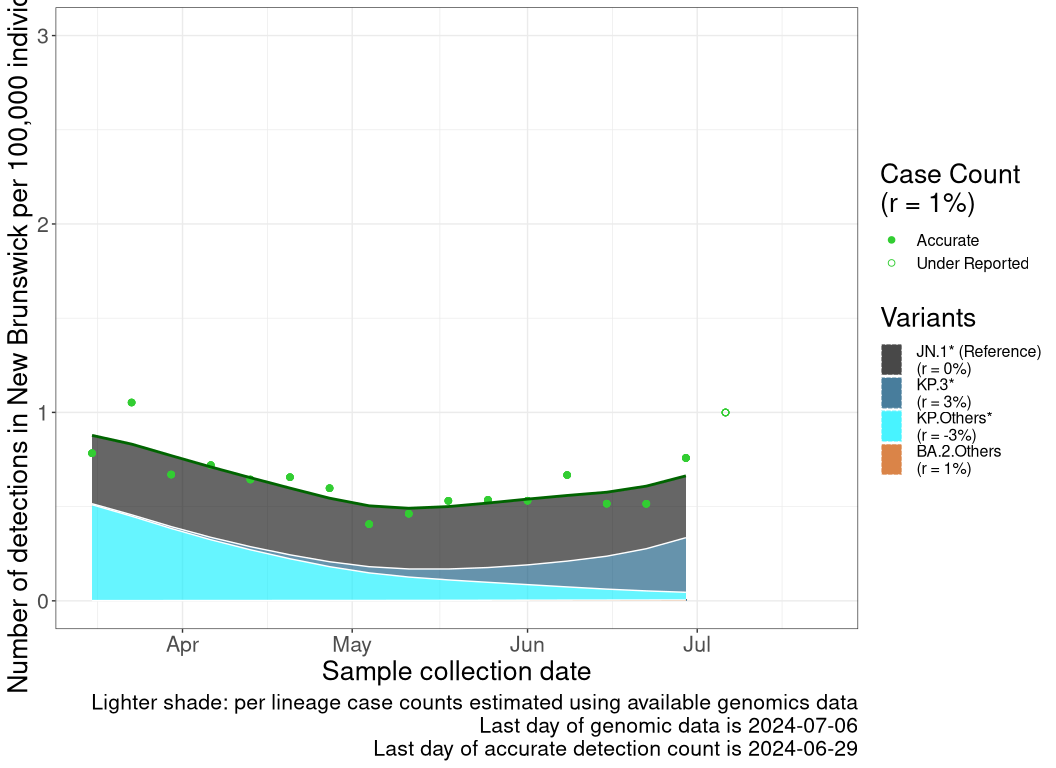 Number of detections in New Brunswick per 100,000
3
2
1
0
Apr
May
Jun
Jul
Sample collection date
Lighter shade: per lineage case counts estimated using available genomics data
Last day of genomic data is 2024-07-06
Last day of accurate detection count is 2024-06-29
Case Count
(r = 1%)
Accurate
Under Reported
Variants
JN.1* (Reference)
(r = 0%)
KP.3*
(r = 3%)
KP.Others*
(r = -3%)
BA.2.Others
(r = 1%)